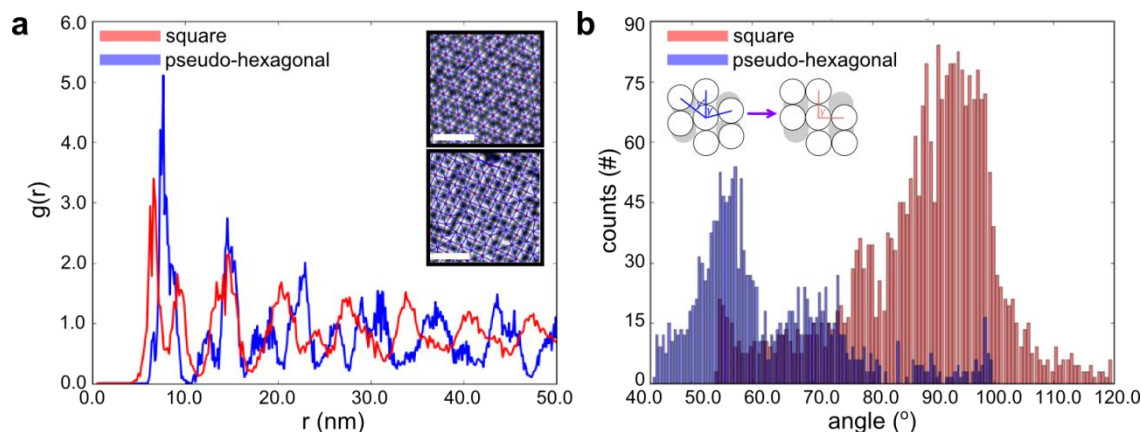 a
6.0
5.0
4.0
3.0
2.0
1.0
0.0
g(r)
square
pseudo-hexagonal
0.0 10.0 20.0 30.0 40.0 50.0
r (nm)
b
90
75
60
45
30
15
0
counts (#)
square
pseudo-hexagonal
γ
γ
40.0 50.0 60.0 70.0 80.0 90.0 100.0 110.0 120.0
angle (°)